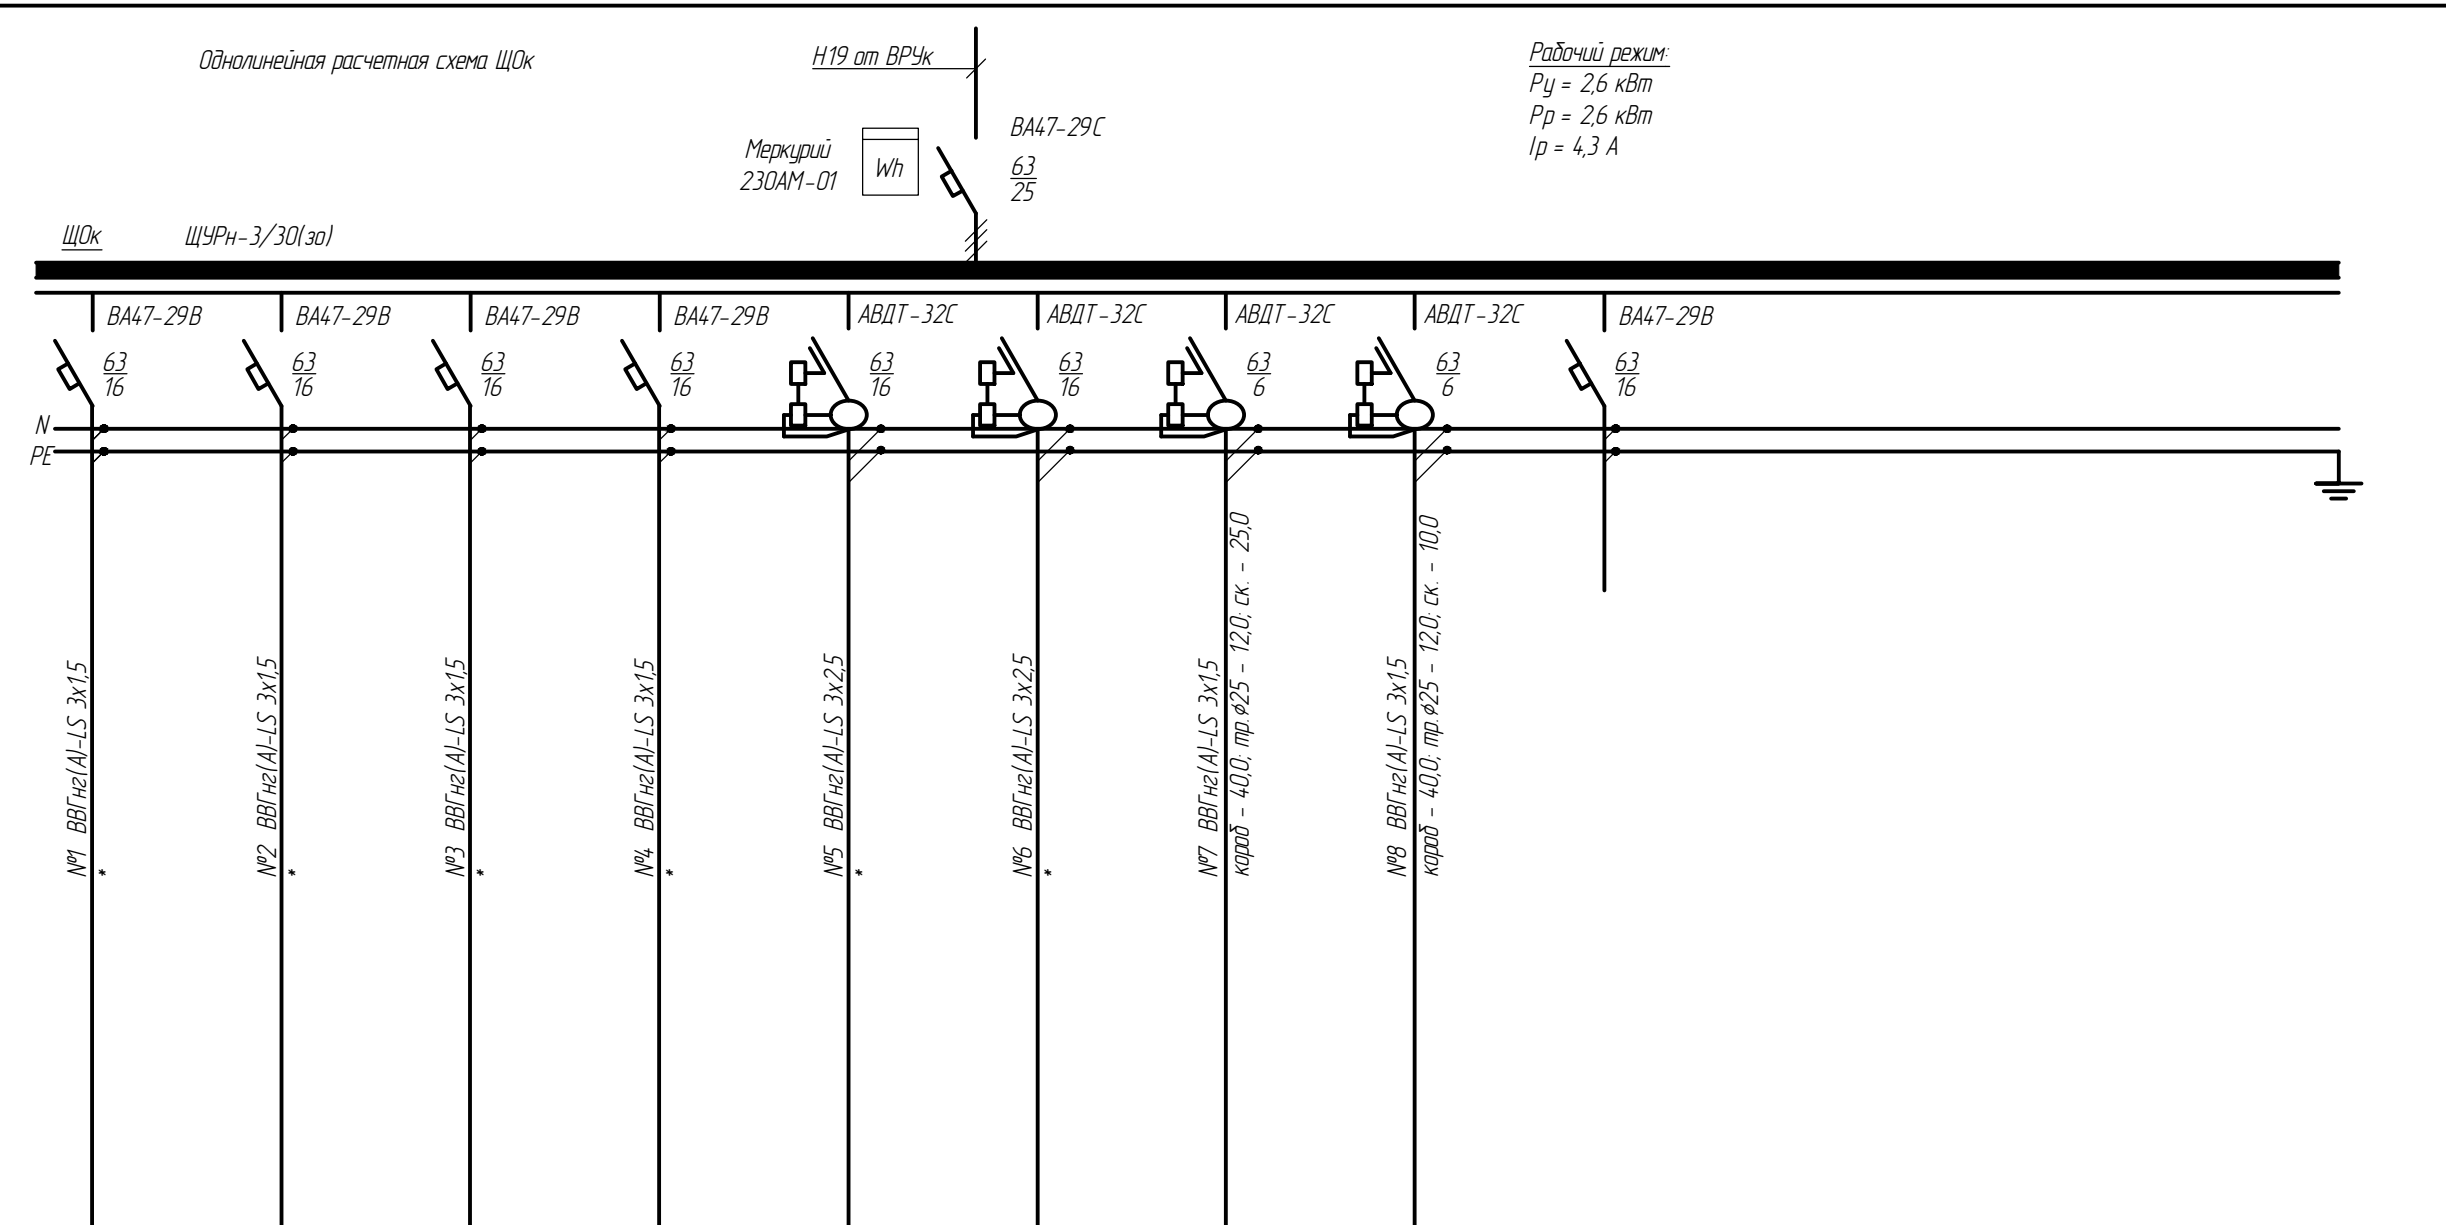 Однолинейная расчетная схема ЩОк
Н19 от ВРУк
Рабочий режим:
Ру = 2,6 кВт
Рр = 2,6 кВт
Iр = 4,3 А
ВА47-29С
63
25
Меркурий
230АМ-01
Wh
ЩОк
ЩУРн-3/30(зо)
ВА47-29В
63
16
ВА47-29В
63
16
ВА47-29В
63
16
ВА47-29В
63
16
АВДТ-32С
63
16
АВДТ-32С
63
16
АВДТ-32С
63
6
АВДТ-32С
63
6
ВА47-29В
63
16
N
PE
№1 ВВГнг(А)-LS 3х1,5
*
№2 ВВГнг(А)-LS 3х1,5
*
№3 ВВГнг(А)-LS 3х1,5
*
№4 ВВГнг(А)-LS 3х1,5
*
№5 ВВГнг(А)-LS 3х2,5
*
№6 ВВГнг(А)-LS 3х2,5
*
№7 ВВГнг(А)-LS 3х1,5
короб - 40,0; тр.ø25 - 12,0; ск. - 25,0
№8 ВВГнг(А)-LS 3х1,5
короб - 40,0; тр.ø25 - 12,0; ск. - 10,0